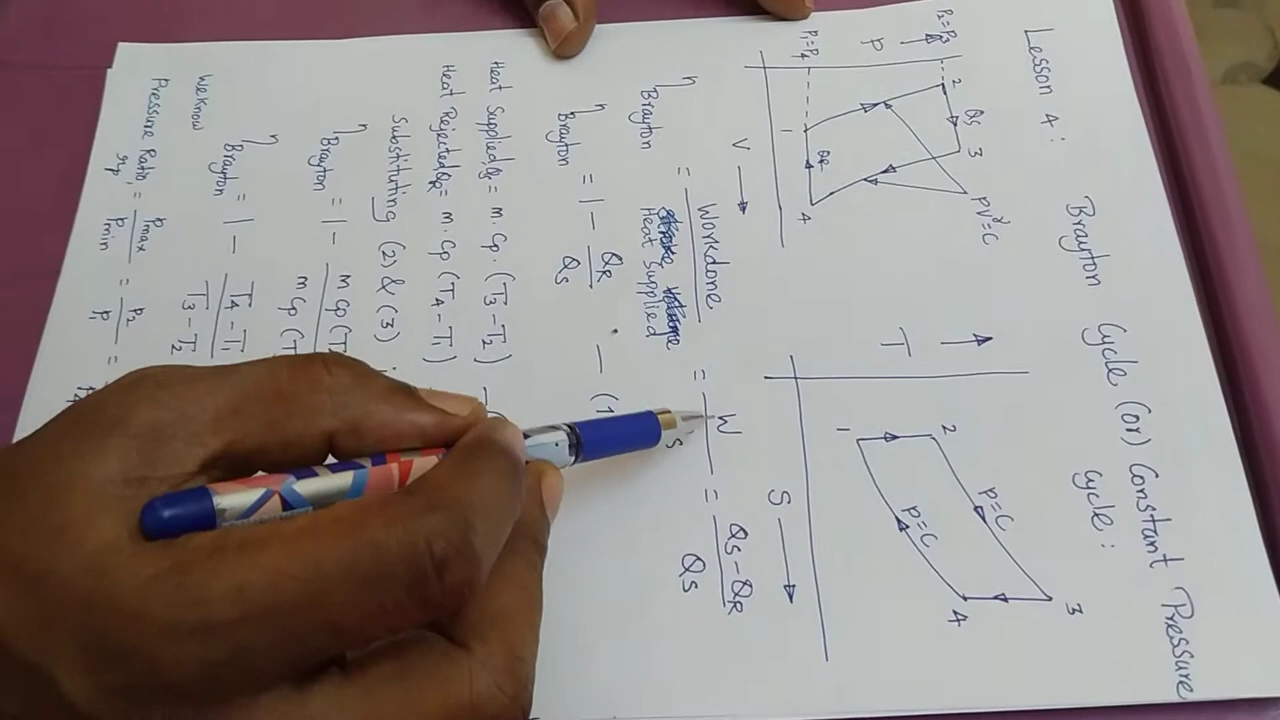 Lesson 4:
Brayton Cycle (or) Constant Pressure
cycle:
P2=P3
P
P1=P4
1
2
3
4
Qs
QR
PV^γ=C
V
T
1
2
3
4
P=C
P=C
S
η Brayton = Workdone / Heat Supplied = W / s = Qs-QR / Qs
η Brayton = 1 - QR / Qs — (1
Heat Supplied, Qs = m. Cp. (T3-T2) —
Heat Rejected QR = m. Cp (T4-T1)
Substituting (2) & (3)
η Brayton = 1 - m Cp (T / m Cp (T
η Brayton = 1 - T4-T1 / T3-T2
We know
Pressure Ratio, rp = Pmax / Pmin = P2 / P1 =